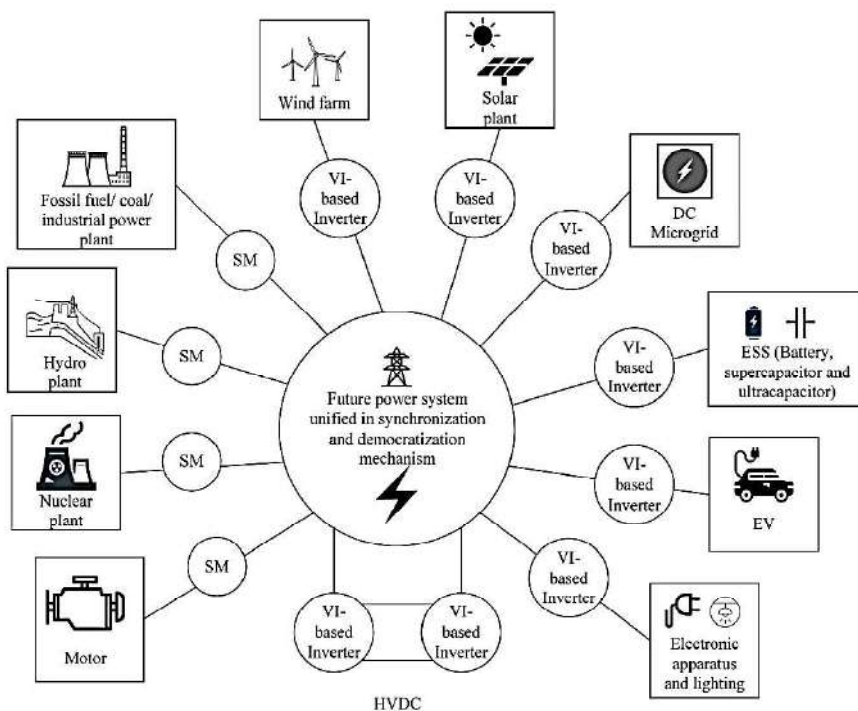 Wind farm
Solar
plant
VI-
based
Inverter
VI-
based
Inverter
Fossil fuel/ coal/
industrial power
plant
SM
VI-
based
Inverter
DC
Microgrid
Hydro
plant
SM
VI-
based
Inverter
ESS (Battery,
supercapacitor and
ultracapacitor)
Future power system
unified in synchronization
and democratization
mechanism
Nuclear
plant
SM
VI-
based
Inverter
EV
Motor
SM
VI-
based
Inverter
Electronic
apparatus
and lighting
VI-
based
Inverter
VI-
based
Inverter
HVDC